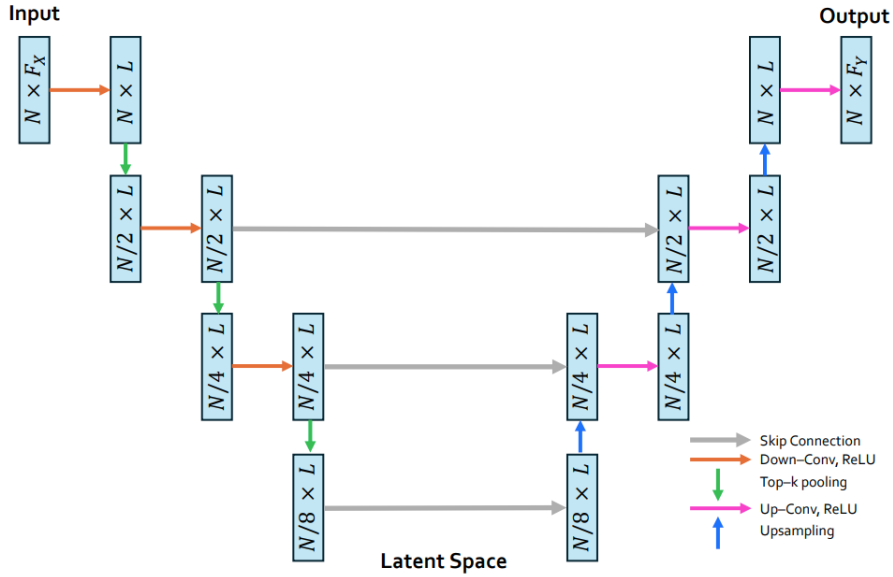 Input
Output
N × F_X
N × L
N × L
N × F_Y
N/2 × L
N/2 × L
N/2 × L
N/2 × L
N/4 × L
N/4 × L
N/4 × L
N/4 × L
N/8 × L
N/8 × L
Skip Connection
Down–Conv, ReLU
Top–k pooling
Up–Conv, ReLU
Upsampling
Latent Space